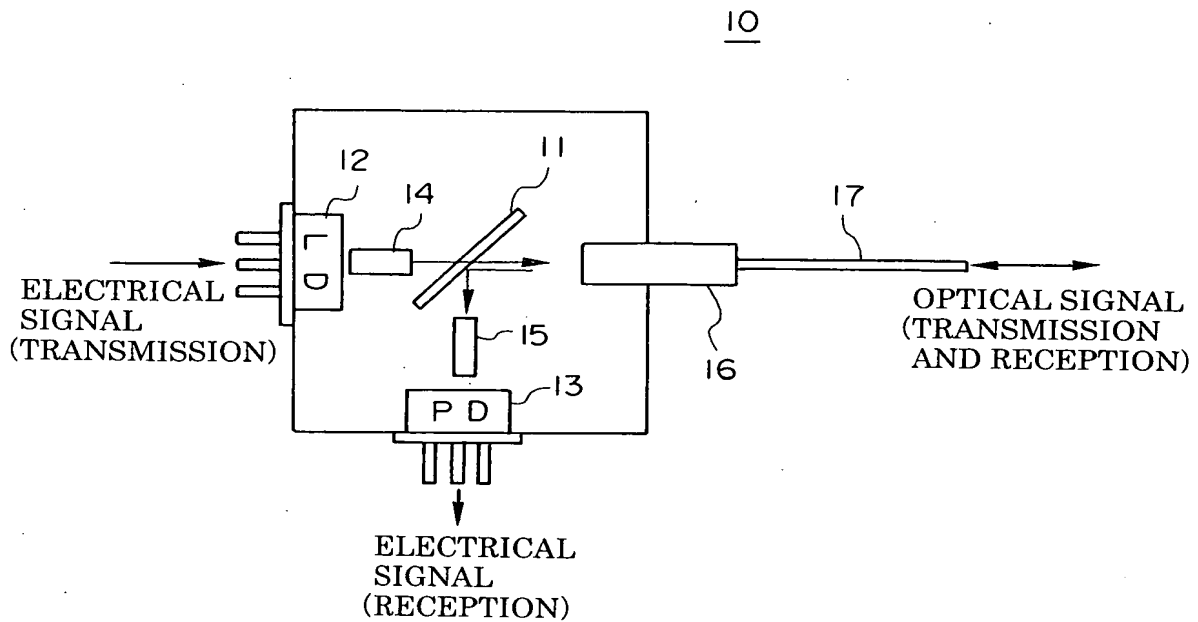 10
12
14
11
17
L D
ELECTRICAL
SIGNAL
(TRANSMISSION)
OPTICAL SIGNAL
(TRANSMISSION
AND RECEPTION)
15
16
13
P D
ELECTRICAL
SIGNAL
(RECEPTION)